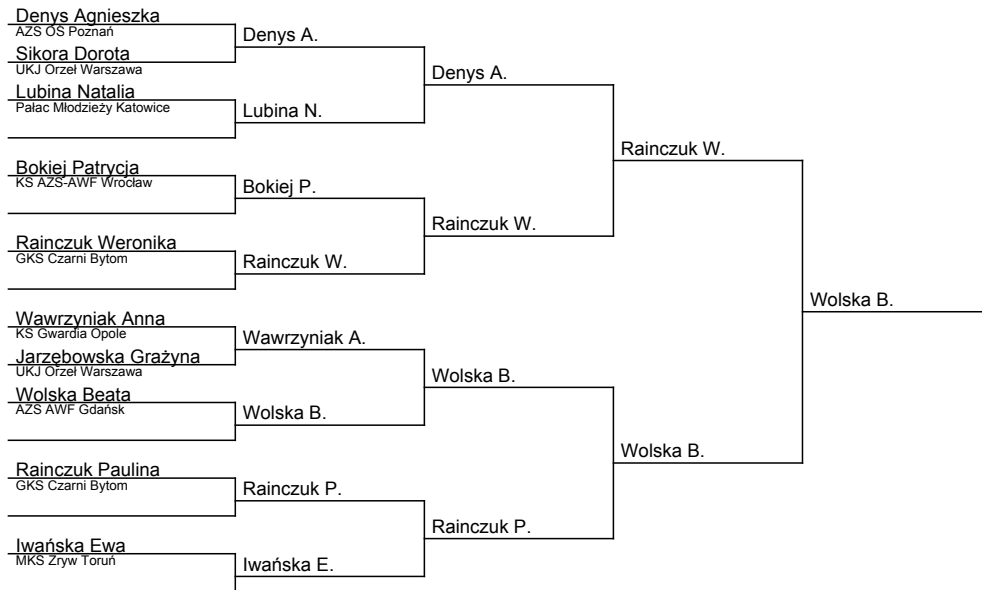 Denys Agnieszka
AZS OŚ Poznań
Denys A.
Sikora Dorota
UKJ Orzeł Warszawa
Denys A.
Lubina Natalia
Pałac Młodzieży Katowice
Lubina N.
Rainczuk W.
Bokiej Patrycja
KS AZS-AWF Wrocław
Bokiej P.
Rainczuk W.
Rainczuk Weronika
GKS Czarni Bytom
Rainczuk W.
Wolska B.
Wawrzyniak Anna
KS Gwardia Opole
Wawrzyniak A.
Jarzębowska Grażyna
UKJ Orzeł Warszawa
Wolska B.
Wolska Beata
AZS AWF Gdańsk
Wolska B.
Wolska B.
Rainczuk Paulina
GKS Czarni Bytom
Rainczuk P.
Rainczuk P.
Iwańska Ewa
MKS Zryw Toruń
Iwańska E.